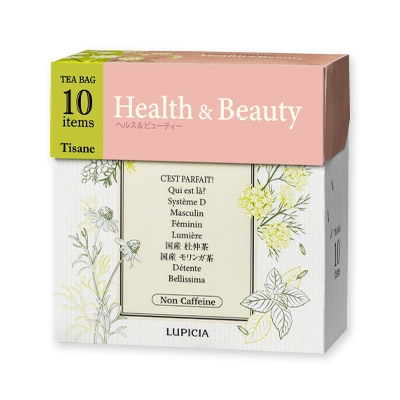 TEA BAG
10
items
Tisane
Health & Beauty
ヘルス&ビューティー
C'EST PARFAIT!
Qui est là?
Système D
Masculin
Féminin
Lumière
国産 杜仲茶
国産 モリンガ茶
Détente
Bellissima
Non Caffeine
LUPICIA
10